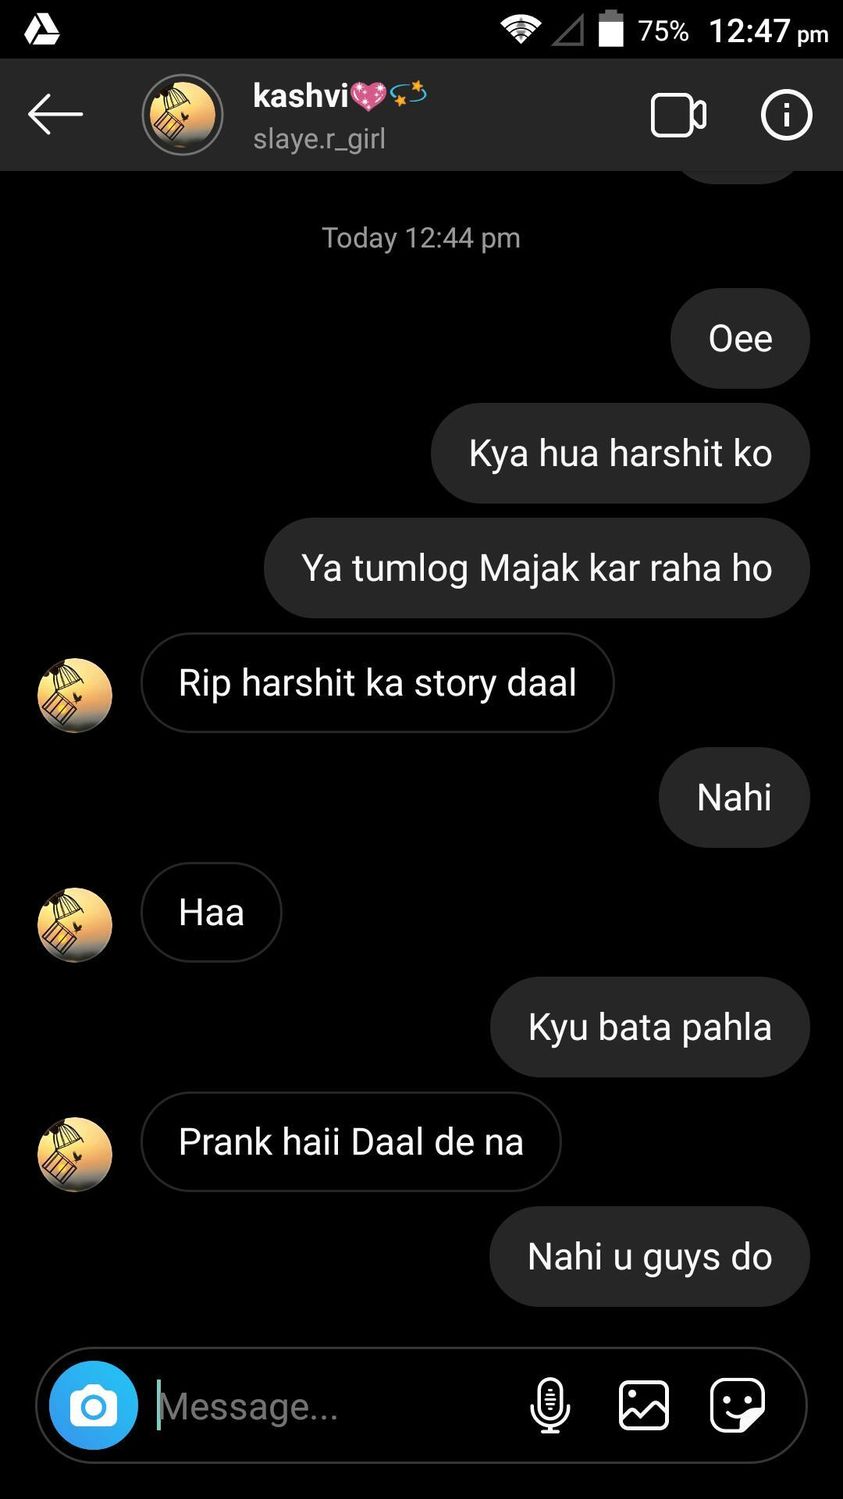 75% 12:47 pm
kashvi💖💫
slaye.r_girl
Today 12:44 pm
Oee
Kya hua harshit ko
Ya tumlog Majak kar raha ho
Rip harshit ka story daal
Nahi
Haa
Kyu bata pahla
Prank haii Daal de na
Nahi u guys do
Message...